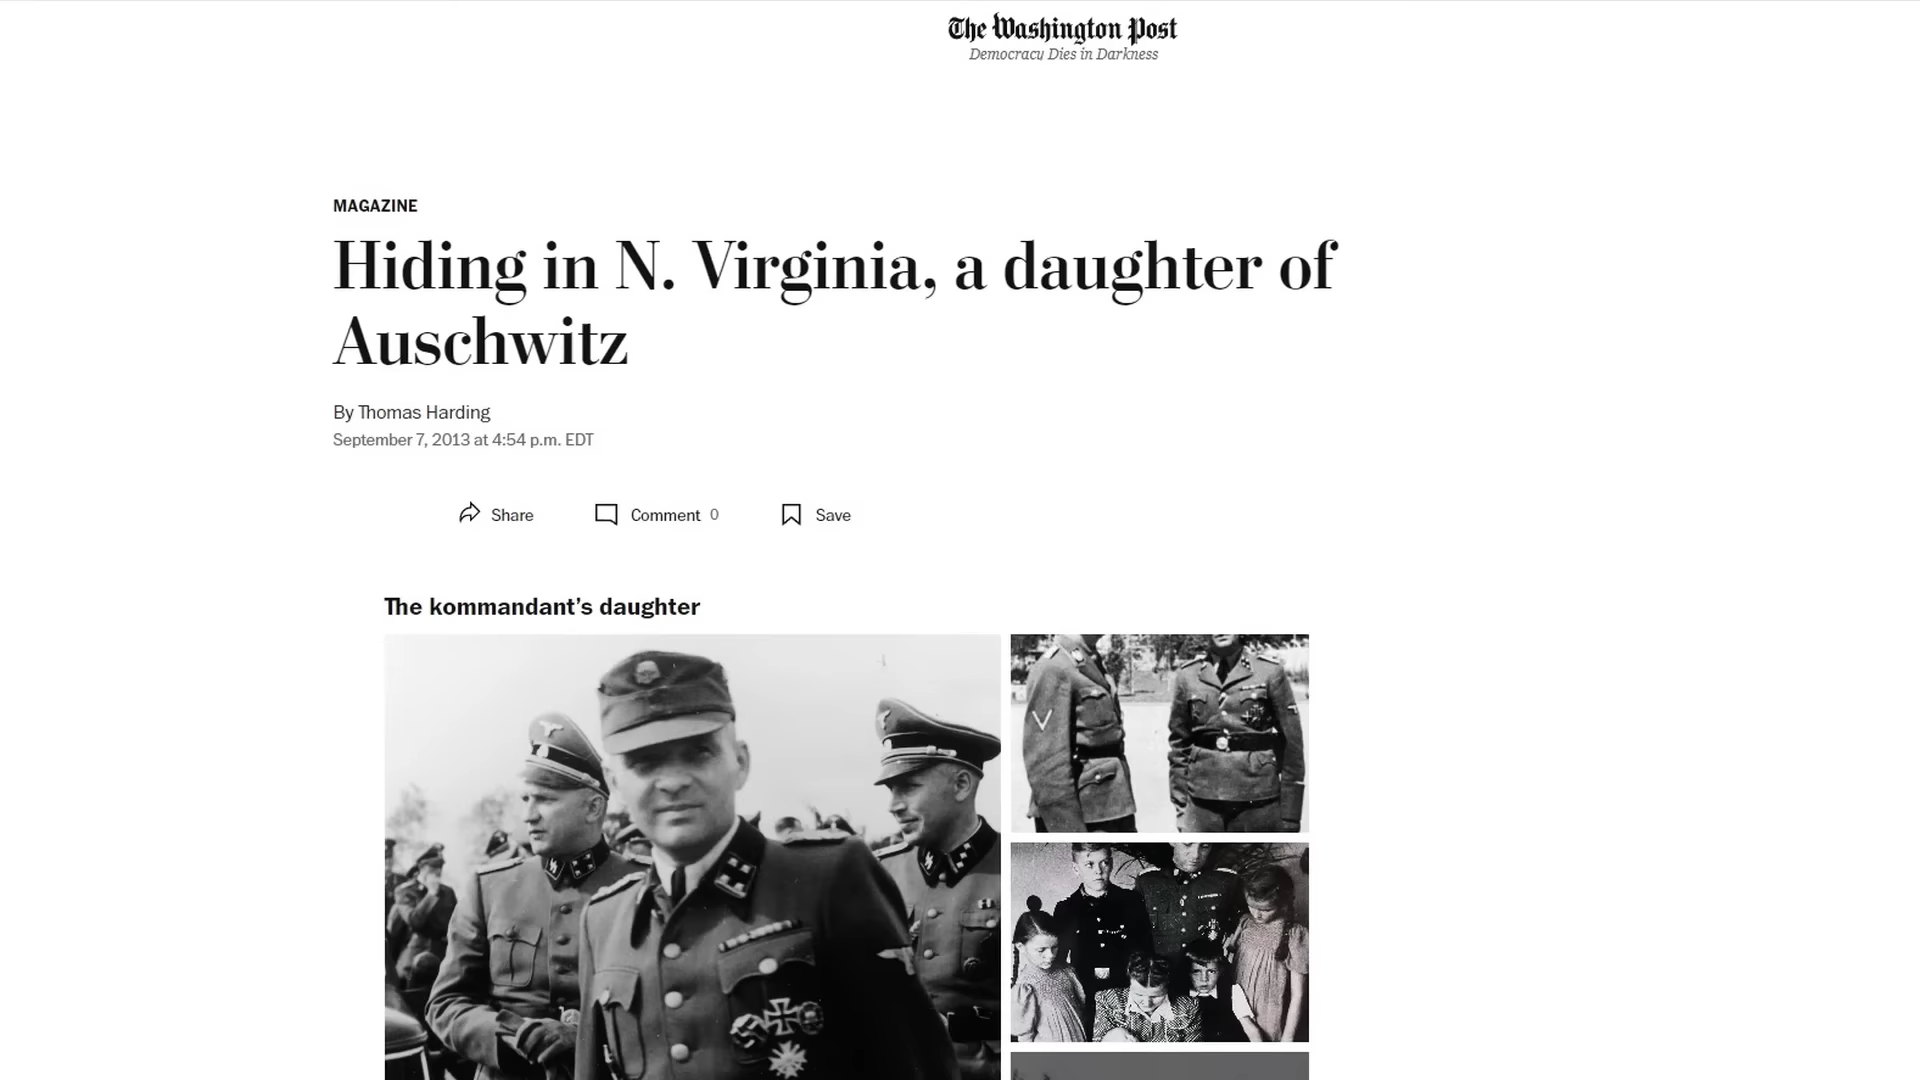 The Washington Post
Democracy Dies in Darkness
MAGAZINE
Hiding in N. Virginia, a daughter of
Auschwitz
By Thomas Harding
September 7, 2013 at 4:54 p.m. EDT
Share
Comment 0
Save
The kommandant’s daughter